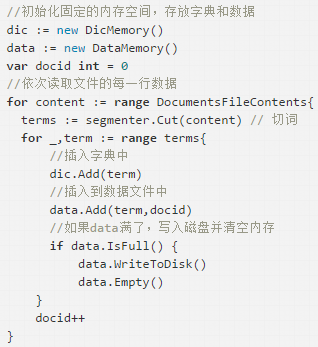 //初始化固定的内存空间，存放字典和数据
dic := new DicMemory()
data := new DataMemory()
var docid int = 0
//依次读取文件的每一行数据
for content := range DocumentsFileContents{
  terms := segmenter.Cut(content) // 切词
  for _,term := range terms{
      //插入字典中
      dic.Add(term)
      //插入到数据文件中
      data.Add(term,docid)
      //如果data满了，写入磁盘并清空内存
      if data.IsFull() {
          data.WriteToDisk()
          data.Empty()
    }
    docid++
}